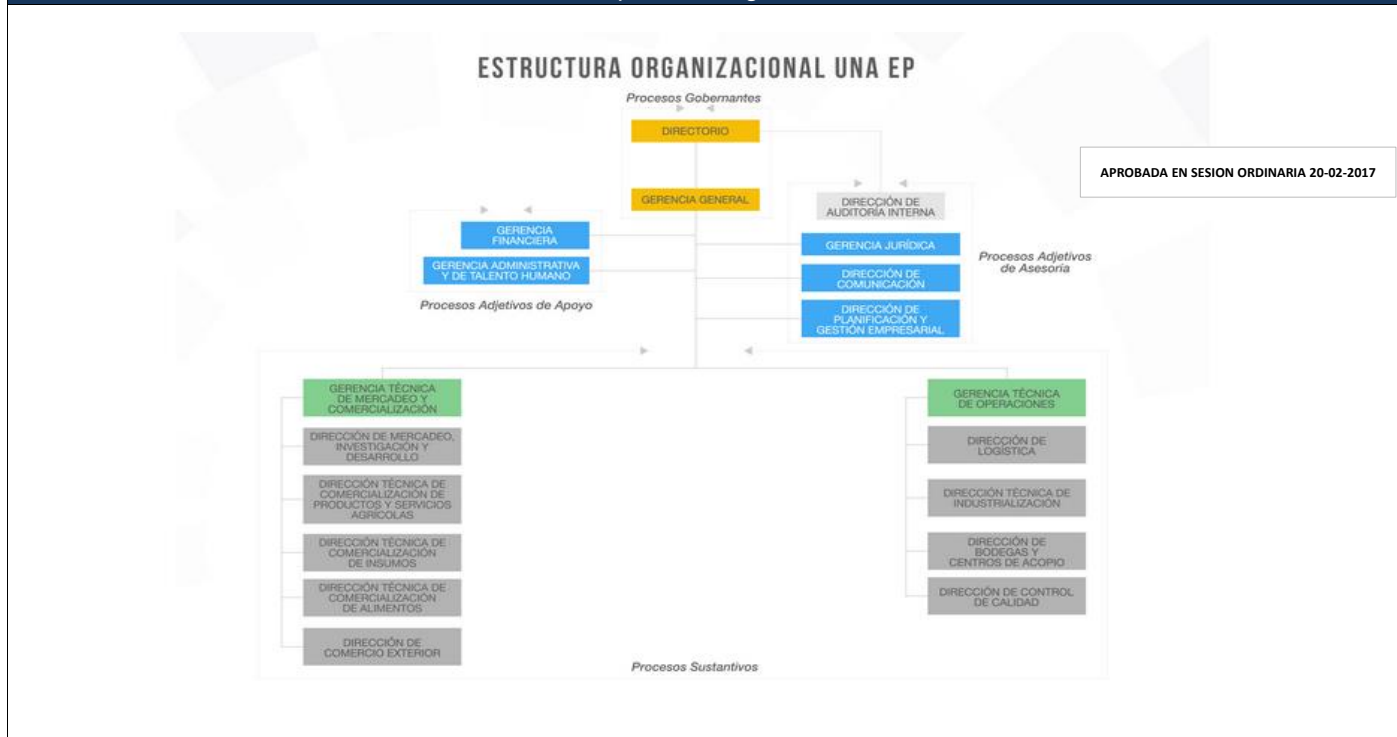 ESTRUCTURA ORGANIZACIONAL UNA EP
Procesos Gobernantes
DIRECTORIO
APROBADA EN SESION ORDINARIA 20-02-2017
GERENCIA GENERAL
DIRECCIÓN DE
AUDITORÍA INTERNA
GERENCIA
FINANCIERA
GERENCIA JURÍDICA
Procesos Adjetivos
de Asesoría
GERENCIA ADMINISTRATIVA
Y DE TALENTO HUMANO
DIRECCIÓN DE
COMUNICACIÓN
Procesos Adjetivos de Apoyo
DIRECCIÓN DE
PLANIFICACIÓN Y
GESTIÓN EMPRESARIAL
GERENCIA TÉCNICA
DE MERCADEO Y
COMERCIALIZACIÓN
DIRECCIÓN DE MERCADEO,
INVESTIGACIÓN Y
DESARROLLO
DIRECCIÓN TÉCNICA DE
COMERCIALIZACIÓN DE
PRODUCTOS Y SERVICIOS
AGRÍCOLAS
DIRECCIÓN TÉCNICA DE
COMERCIALIZACIÓN
DE INSUMOS
DIRECCIÓN TÉCNICA DE
COMERCIALIZACIÓN
DE ALIMENTOS
DIRECCIÓN DE
COMERCIO EXTERIOR
GERENCIA TÉCNICA
DE OPERACIONES
DIRECCIÓN DE
LOGÍSTICA
DIRECCIÓN TÉCNICA DE
INDUSTRIALIZACIÓN
DIRECCIÓN DE
BODEGAS Y
CENTROS DE ACOPIO
DIRECCIÓN DE CONTROL
DE CALIDAD
Procesos Sustantivos